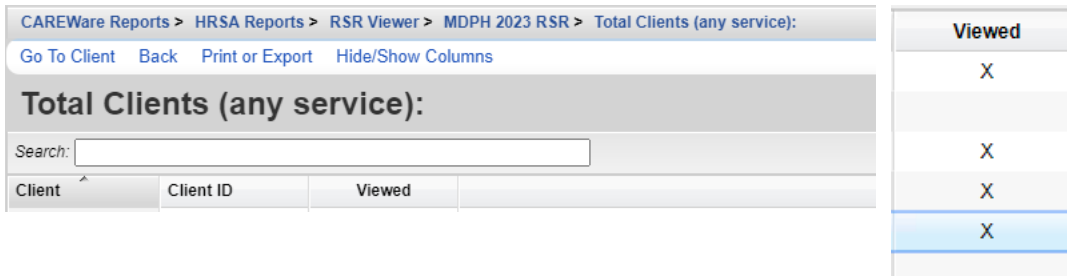 CAREWare Reports > HRSA Reports > RSR Viewer > MDPH 2023 RSR > Total Clients (any service):
Go To Client Back Print or Export Hide/Show Columns
Total Clients (any service):
Search:
Client Client ID Viewed
Viewed
X
X
X
X